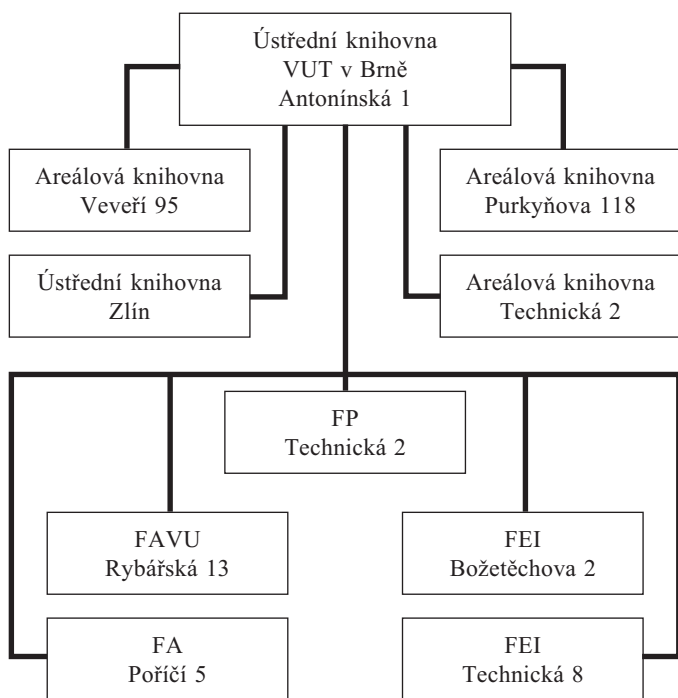 Ústřední knihovna
VUT v Brně
Antonínská 1
Areálová knihovna
Veveří 95
Areálová knihovna
Purkyňova 118
Ústřední knihovna
Zlín
Areálová knihovna
Technická 2
FP
Technická 2
FAVU
Rybářská 13
FEI
Božetěchova 2
FA
Poříčí 5
FEI
Technická 8